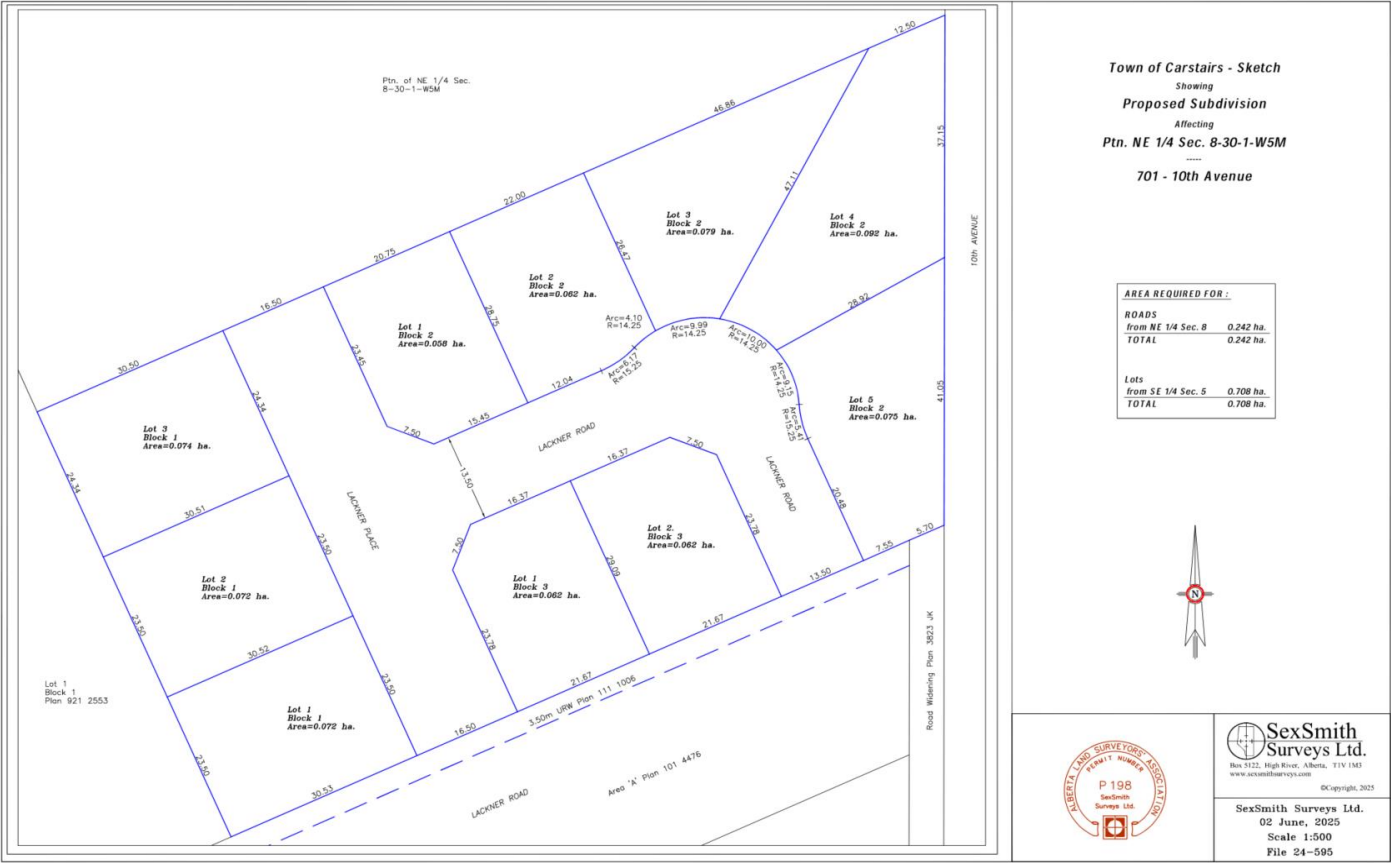 Ptn. of NE 1/4 Sec.
8-30-1-W5M
12.50
46.86
37.15
22.00
47.11
20.75
16.50
30.50
Lot 3
Block 2
Area=0.079 ha.
Lot 4
Block 2
Area=0.092 ha.
10th AVENUE
26.47
Lot 2
Block 2
Area=0.062 ha.
28.92
28.75
Arc=4.10
R=14.25
Arc=9.99
R=14.25
Arc=10.00
R=14.25
Lot 1
Block 2
Area=0.058 ha.
23.45
Arc=6.17
R=15.25
Arc=9.15
R=14.25
12.04
24.34
41.05
Lot 5
Block 2
Area=0.075 ha.
Arc=5.41
R=15.25
15.45
7.50
LACKNER ROAD
Lot 3
Block 1
Area=0.074 ha.
7.50
16.37
13.50
LACKNER ROAD
24.34
16.37
20.48
30.51
LACKNER PLACE
23.50
7.50
Lot 2.
Block 3
Area=0.062 ha.
23.78
5.70
7.55
29.09
13.50
Lot 2
Block 1
Area=0.072 ha.
Lot 1
Block 3
Area=0.062 ha.
23.50
21.67
23.78
30.52
21.67
Road Widening Plan 3823 JK
23.50
Lot 1
Block 1
Plan 921 2553
3.50m URW Plan 111 1006
Lot 1
Block 1
Area=0.072 ha.
16.50
23.50
30.53
LACKNER ROAD
Area 'A' Plan 101 4476
Town of Carstairs - Sketch
Showing
Proposed Subdivision
Affecting
Ptn. NE 1/4 Sec. 8-30-1-W5M
-----
701 - 10th Avenue
AREA REQUIRED FOR :
ROADS
from NE 1/4 Sec. 8 0.242 ha.
TOTAL 0.242 ha.
Lots
from SE 1/4 Sec. 5 0.708 ha.
TOTAL 0.708 ha.
N
ALBERTA LAND SURVEYORS' ASSOCIATION
PERMIT NUMBER
P 198
SexSmith
Surveys Ltd.
SexSmith
Surveys Ltd.
Box 5122, High River, Alberta, T1V 1M3
www.sexsmithsurveys.com
©Copyright, 2025
SexSmith Surveys Ltd.
02 June, 2025
Scale 1:500
File 24-595